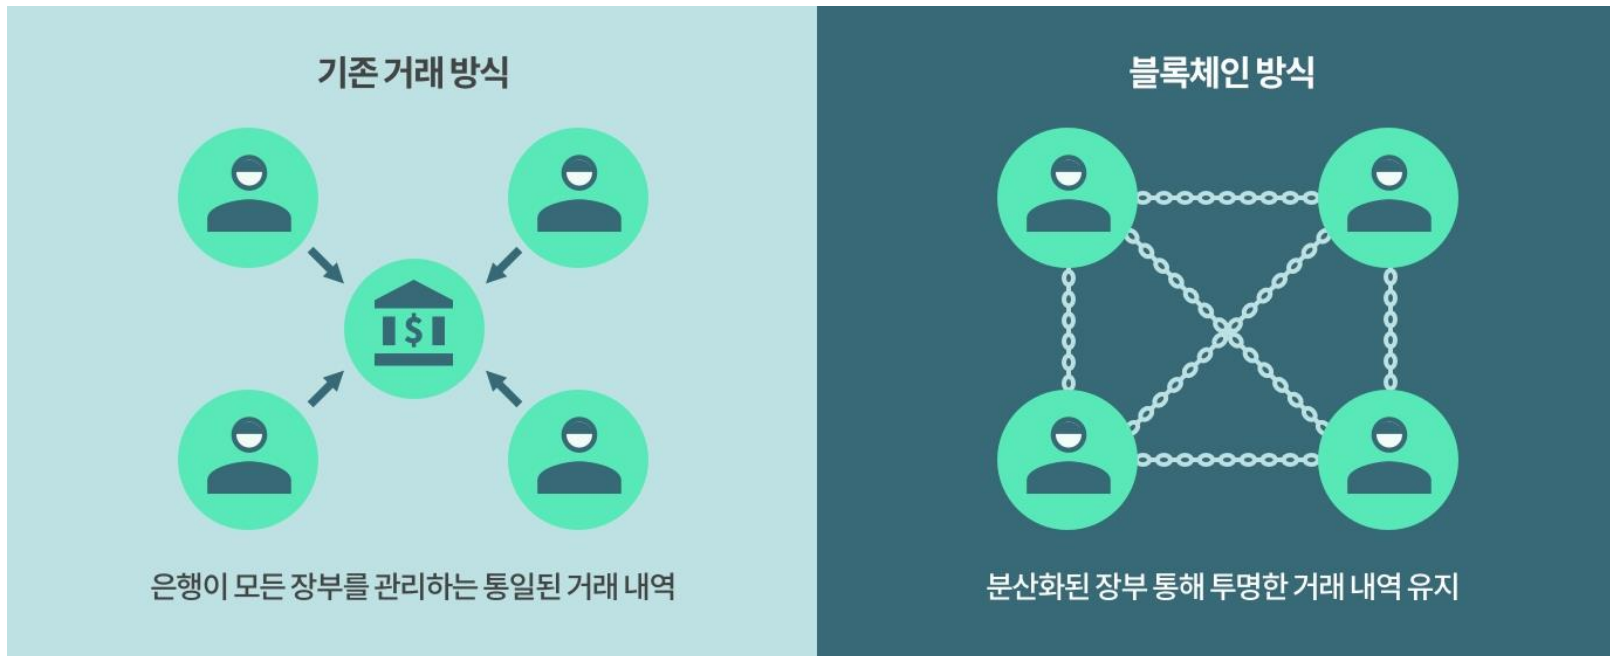 기존 거래 방식
블록체인 방식
$
은행이 모든 장부를 관리하는 통일된 거래 내역
분산화된 장부 통해 투명한 거래 내역 유지